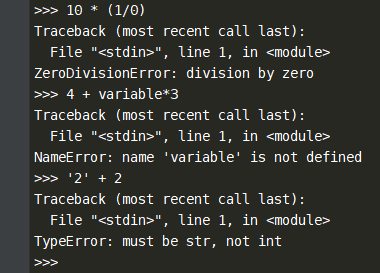 >>> 10 * (1/0)
Traceback (most recent call last):
  File "<stdin>", line 1, in <module>
ZeroDivisionError: division by zero
>>> 4 + variable*3
Traceback (most recent call last):
  File "<stdin>", line 1, in <module>
NameError: name 'variable' is not defined
>>> '2' + 2
Traceback (most recent call last):
  File "<stdin>", line 1, in <module>
TypeError: must be str, not int
>>>